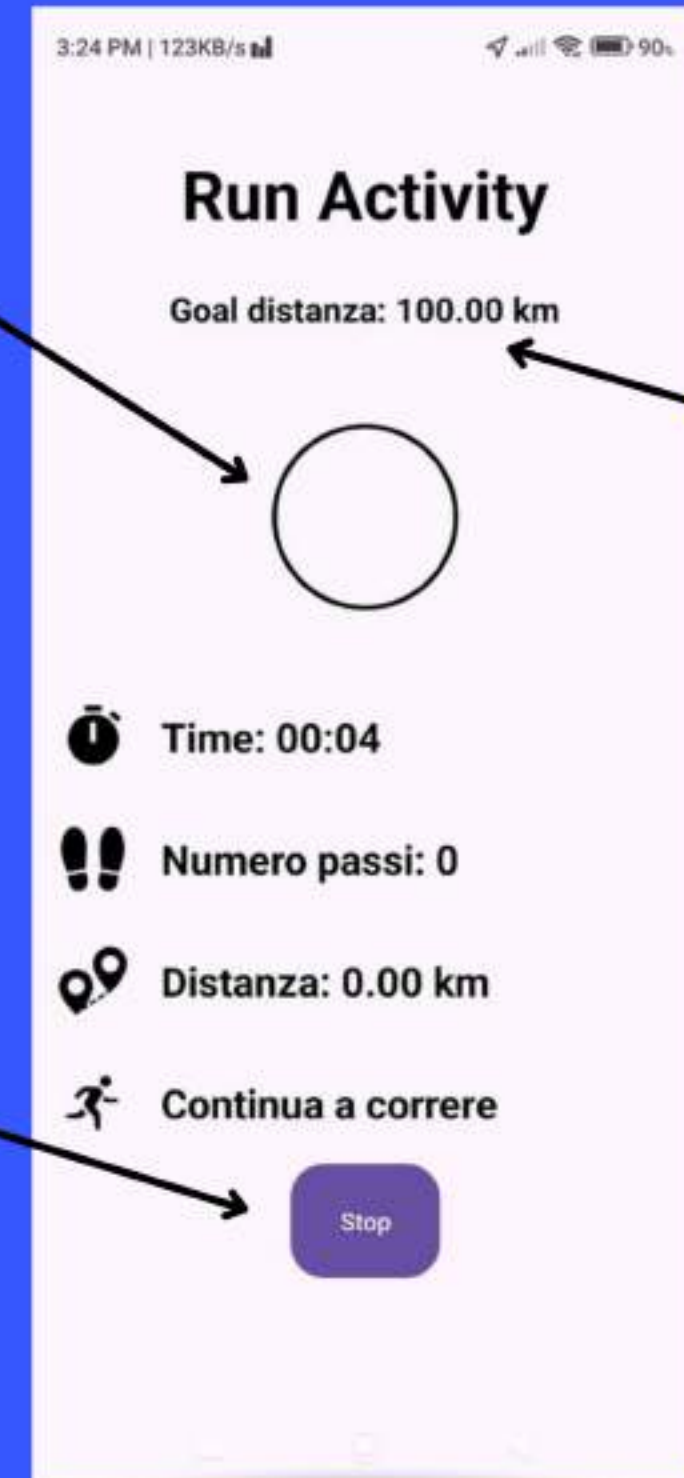 3:24 PM | 123KB/s 90%
Run Activity
Goal distanza: 100.00 km
Time: 00:04
Numero passi: 0
Distanza: 0.00 km
Continua a correre
Stop